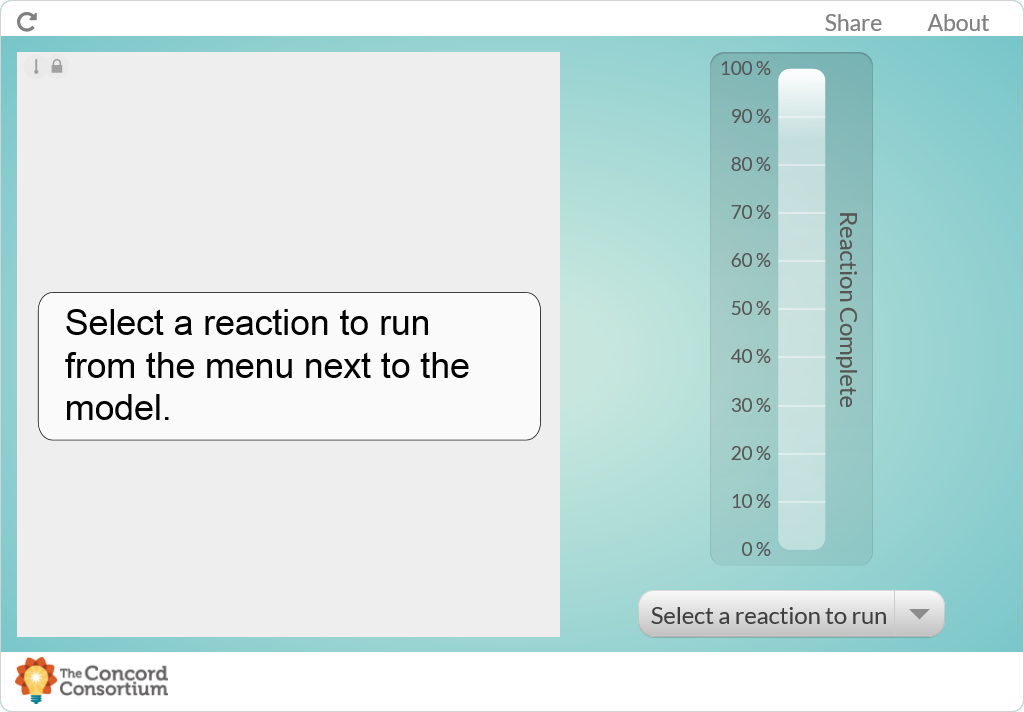 Share
About
100 %
90 %
80 %
70 %
60 %
50 %
40 %
30 %
20 %
10 %
0 %
Reaction Complete
Select a reaction to run
from the menu next to the
model.
Select a reaction to run
The Concord
Consortium